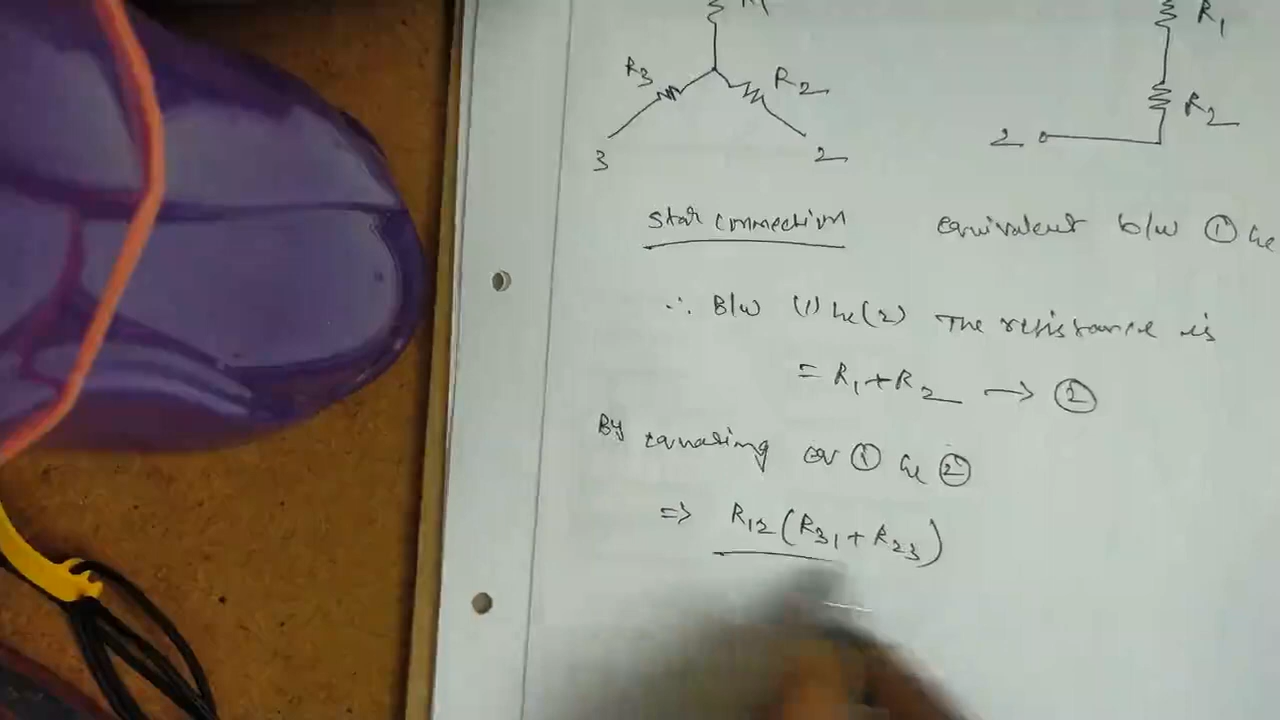 R1 R1
R3 R2 R2
3 2 2
Star connection equivalent b/w ① &
∴ B/w (1) & (2) The resistance is
= R1+R2 → ②
By equating ① & ②
⇒ R12(R31+R23)